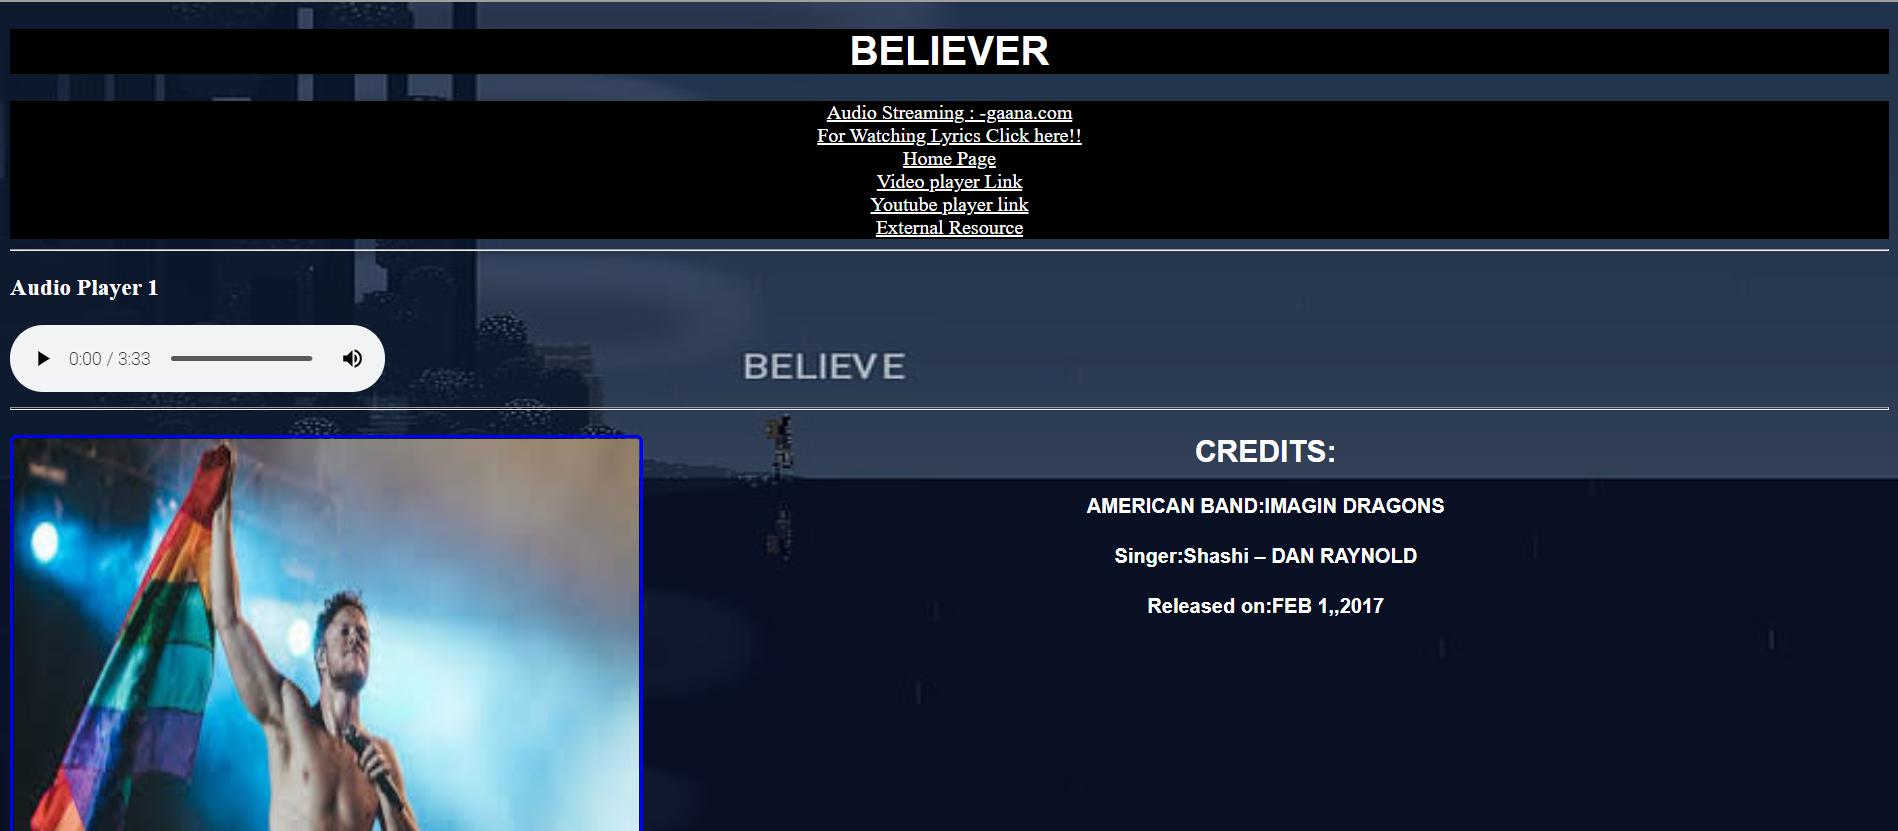 BELIEVER
Audio Streaming : -gaana.com
For Watching Lyrics Click here!!
Home Page
Video player Link
Youtube player link
External Resource
Audio Player 1
0:00 / 3:33
BELIEVE
CREDITS:
AMERICAN BAND:IMAGIN DRAGONS
Singer:Shashi – DAN RAYNOLD
Released on:FEB 1,,2017